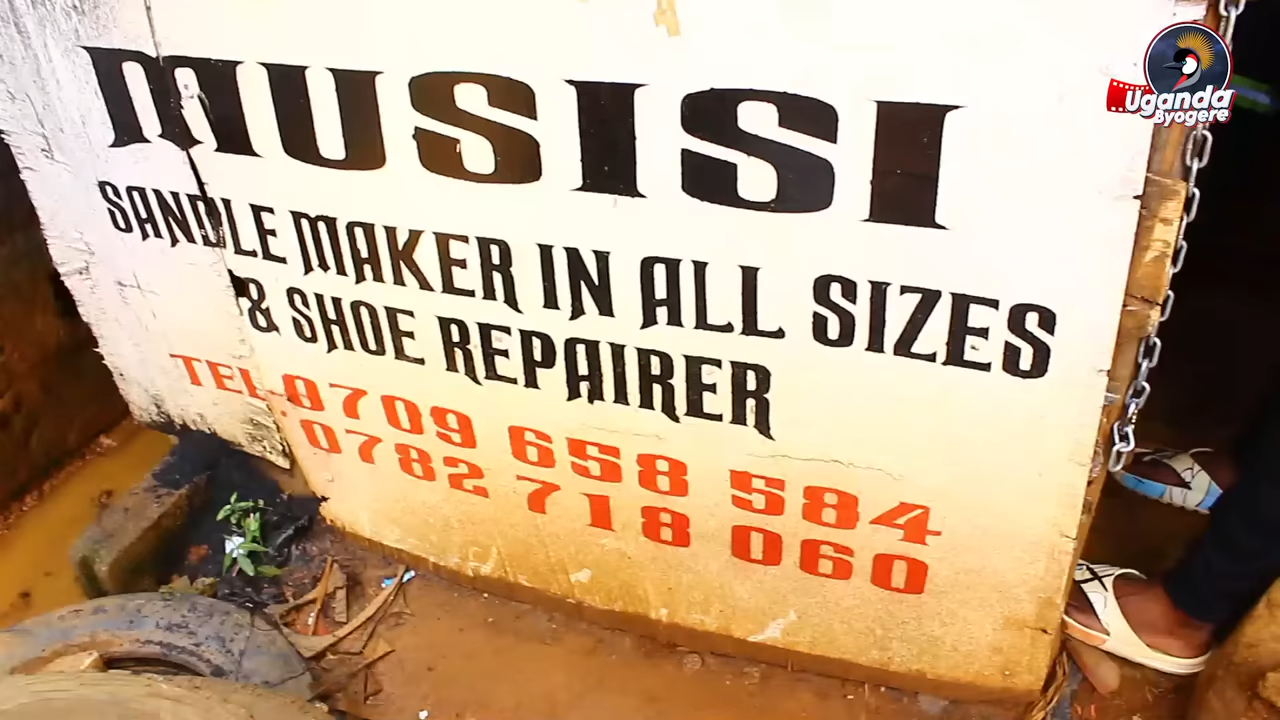 MUSISI
SANDLE MAKER IN ALL SIZES
& SHOE REPAIRER
TEL.0709 658 584
0782 718 060
Uganda
Byogere